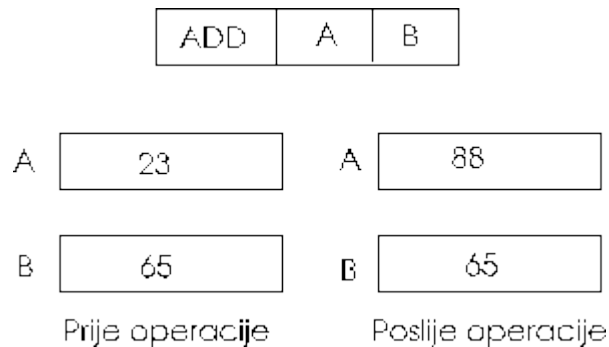 ADD A B
A 23 A 88
B 65 B 65
Prije operacije Poslije operacije